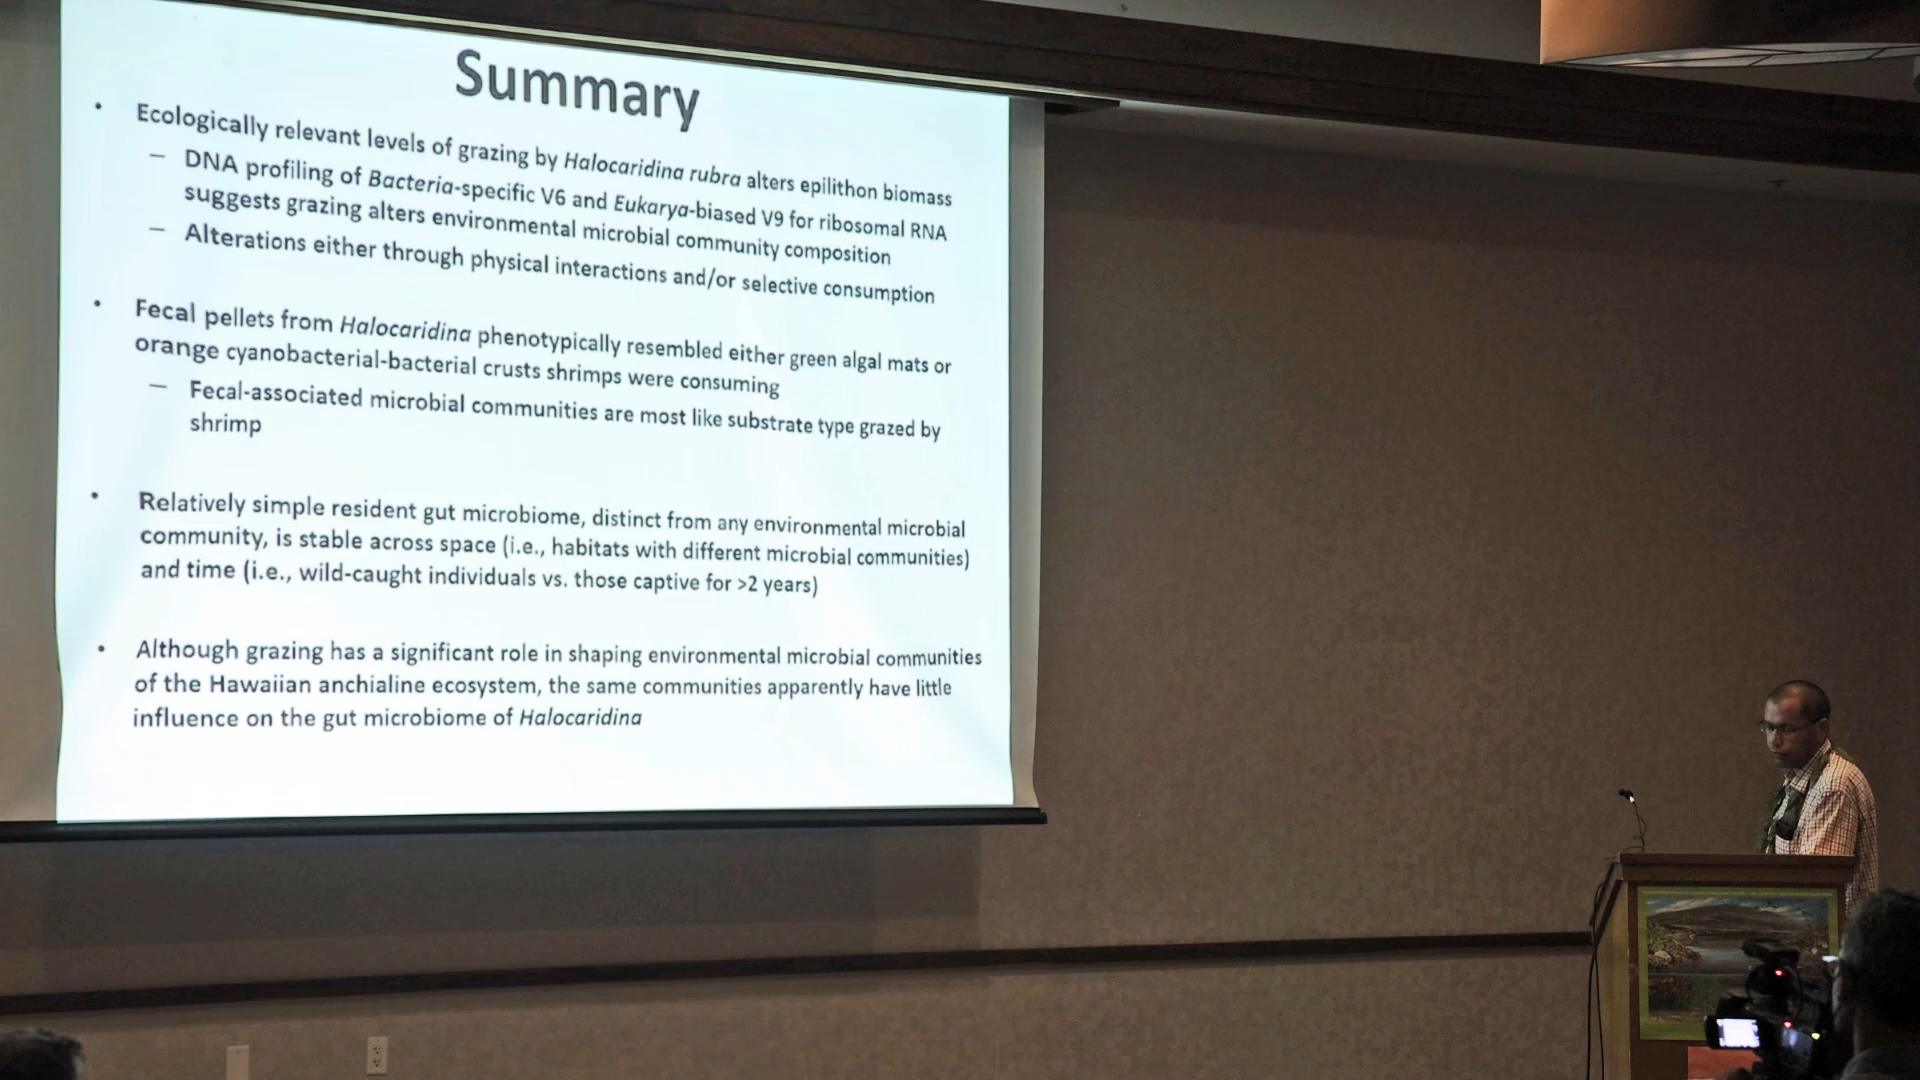 Summary
• Ecologically relevant levels of grazing by Halocaridina rubra alters epilithon biomass
– DNA profiling of Bacteria-specific V6 and Eukarya-biased V9 for ribosomal RNA
suggests grazing alters environmental microbial community composition
– Alterations either through physical interactions and/or selective consumption
• Fecal pellets from Halocaridina phenotypically resembled either green algal mats or
orange cyanobacterial-bacterial crusts shrimps were consuming
– Fecal-associated microbial communities are most like substrate type grazed by
shrimp
• Relatively simple resident gut microbiome, distinct from any environmental microbial
community, is stable across space (i.e., habitats with different microbial communities)
and time (i.e., wild-caught individuals vs. those captive for >2 years)
• Although grazing has a significant role in shaping environmental microbial communities
of the Hawaiian anchialine ecosystem, the same communities apparently have little
influence on the gut microbiome of Halocaridina